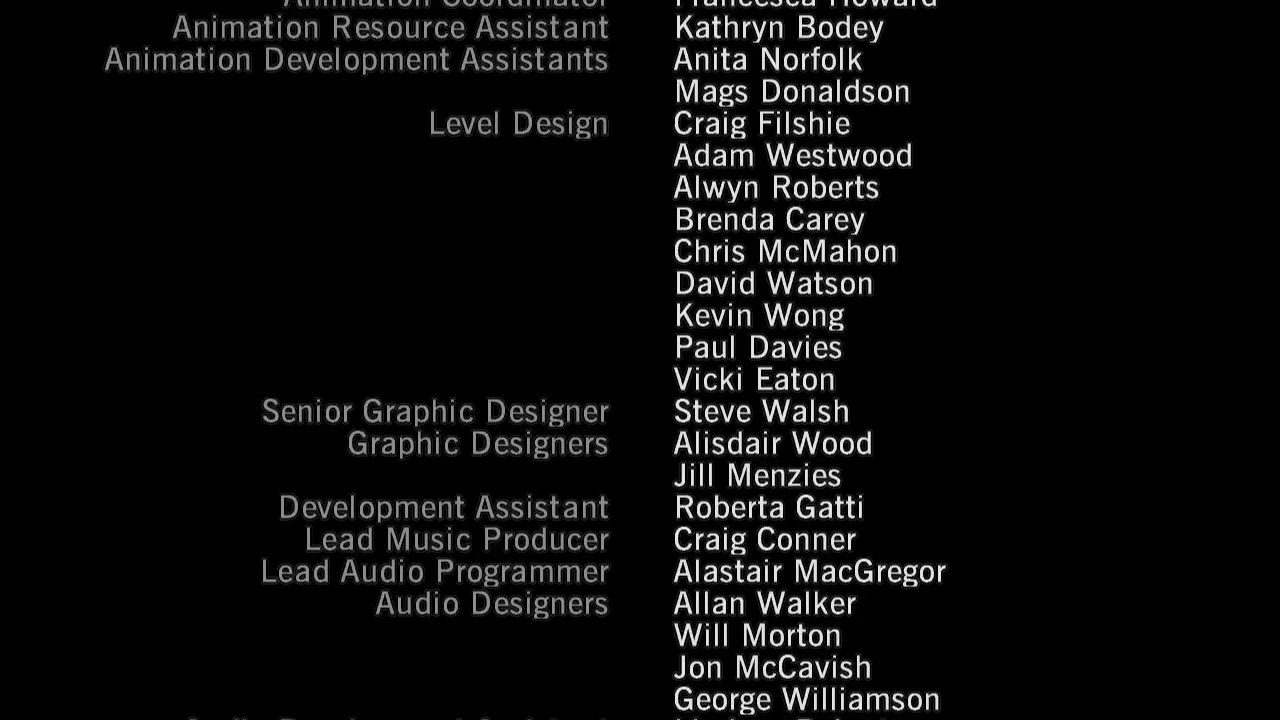 Animation Coordinator Francesca Howard
Animation Resource Assistant Kathryn Bodey
Animation Development Assistants Anita Norfolk
Mags Donaldson
Level Design Craig Filshie
Adam Westwood
Alwyn Roberts
Brenda Carey
Chris McMahon
David Watson
Kevin Wong
Paul Davies
Vicki Eaton
Senior Graphic Designer Steve Walsh
Graphic Designers Alisdair Wood
Jill Menzies
Development Assistant Roberta Gatti
Lead Music Producer Craig Conner
Lead Audio Programmer Alastair MacGregor
Audio Designers Allan Walker
Will Morton
Jon McCavish
George Williamson